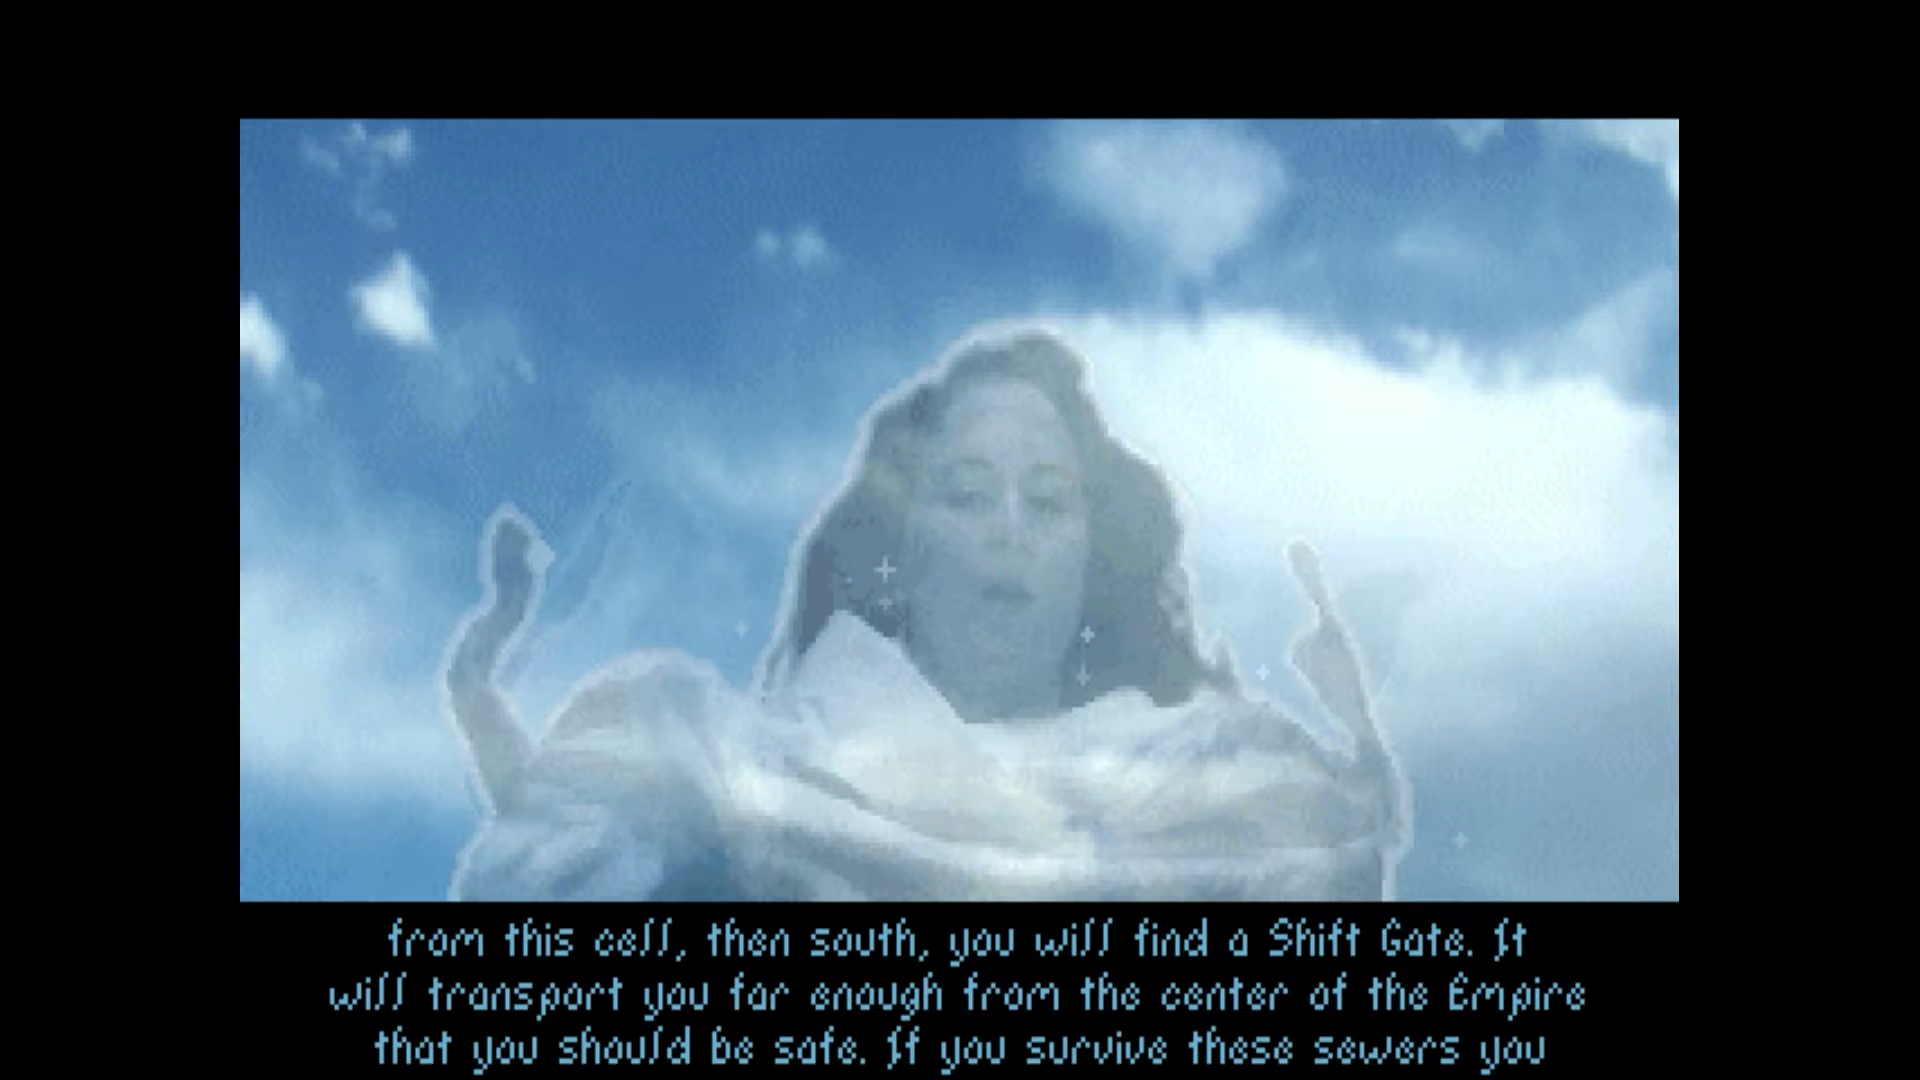 from this cell, then south, you will find a Shift Gate. It
will transport you far enough from the center of the Empire
that you should be safe. If you survive these sewers you